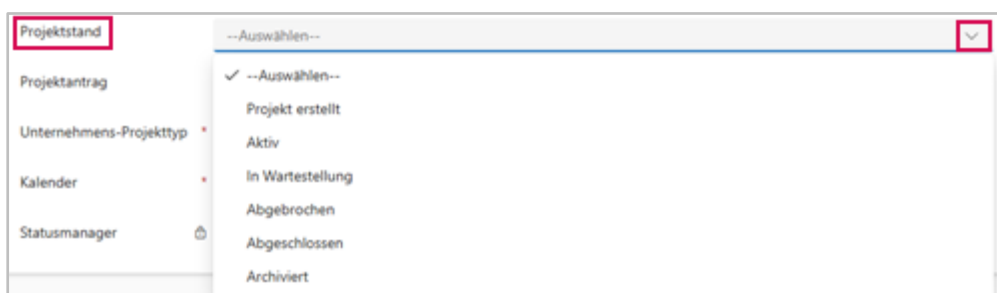 Projektstand
--Auswählen--
Projektantrag
--Auswählen--
Projekt erstellt
Unternehmens-Projekttyp *
Aktiv
Kalender *
In Wartestellung
Abgebrochen
Statusmanager
Abgeschlossen
Archiviert